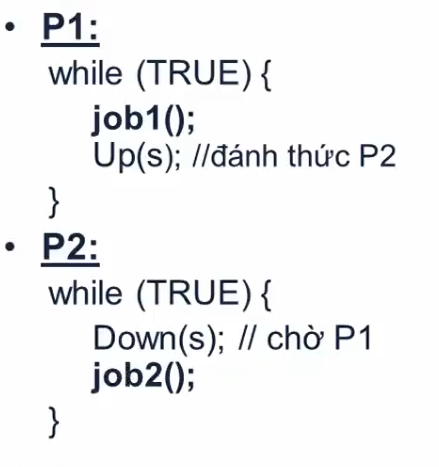 • P1:
while (TRUE) {
job1();
Up(s); //đánh thức P2
}
• P2:
while (TRUE) {
Down(s); // chờ P1
job2();
}